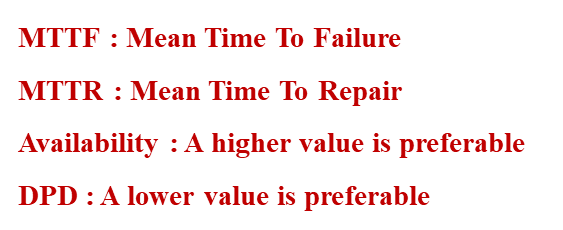 MTTF : Mean Time To Failure
MTTR : Mean Time To Repair
Availability : A higher value is preferable
DPD : A lower value is preferable